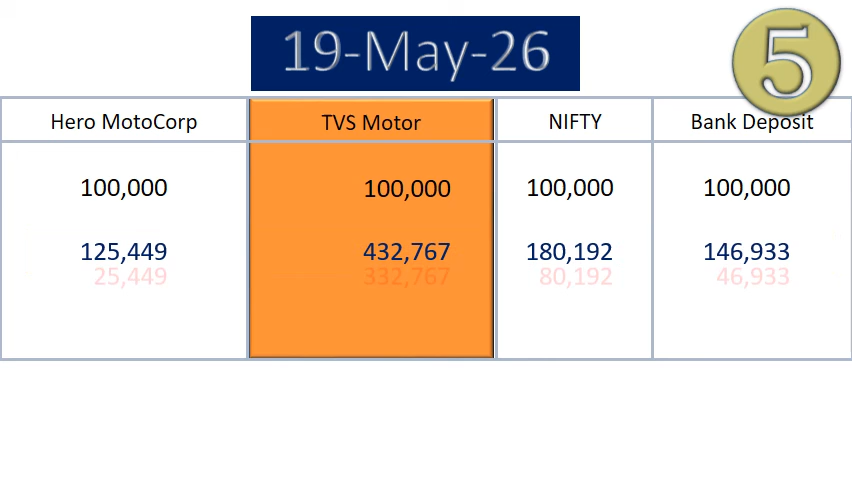 19-May-26
5
Hero MotoCorp TVS Motor NIFTY Bank Deposit
100,000 100,000 100,000 100,000
125,449 432,767 180,192 146,933
25,449 332,767 80,192 46,933